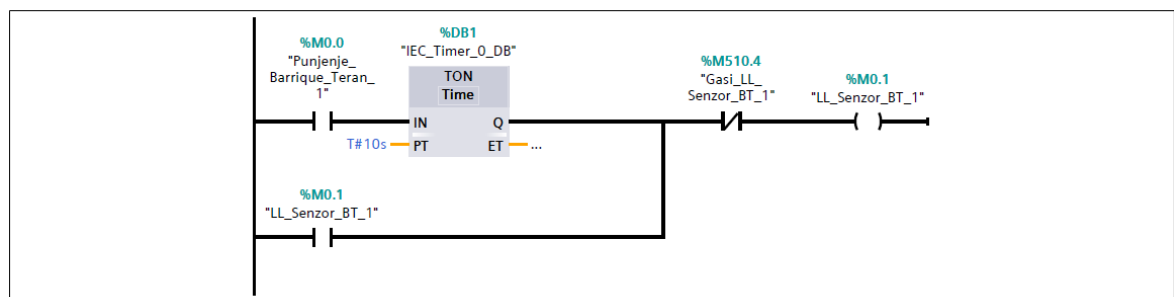 %M0.0
"Punjenje_
Barrique_Teran_
1"
%DB1
"IEC_Timer_0_DB"
TON
Time
IN
Q
T#10s
PT
ET
...
%M510.4
"Gasi_LL_
Senzor_BT_1"
%M0.1
"LL_Senzor_BT_1"
%M0.1
"LL_Senzor_BT_1"